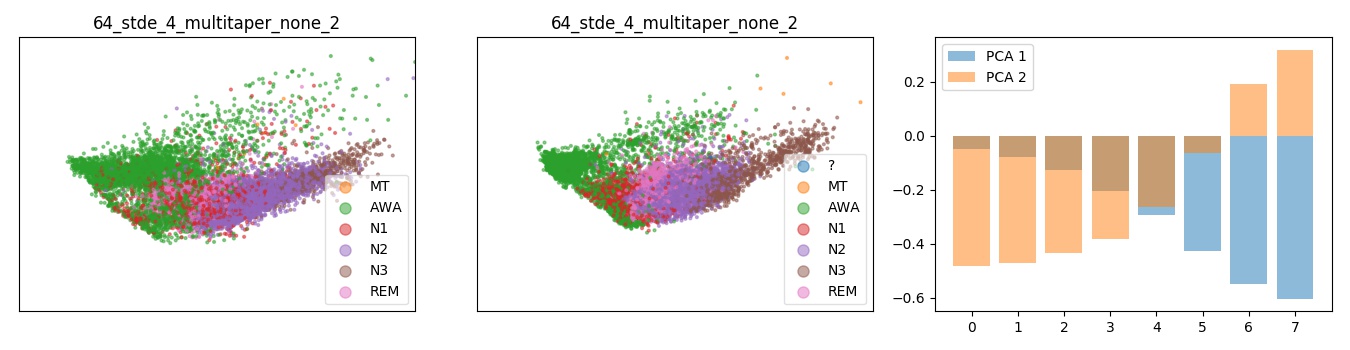 64_stde_4_multitaper_none_2
MT
AWA
N1
N2
N3
REM
64_stde_4_multitaper_none_2
?
MT
AWA
N1
N2
N3
REM
PCA 1
PCA 2
0.2
0.0
−0.2
−0.4
−0.6
0 1 2 3 4 5 6 7